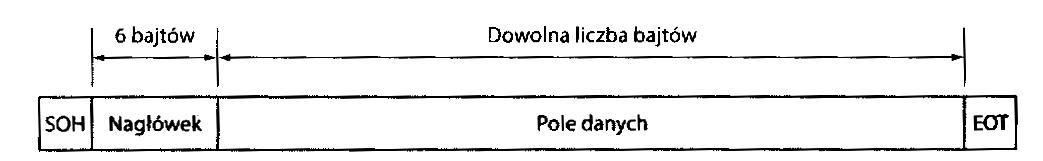 6 bajtów Dowolna liczba bajtów
SOH Nagłówek Pole danych EOT